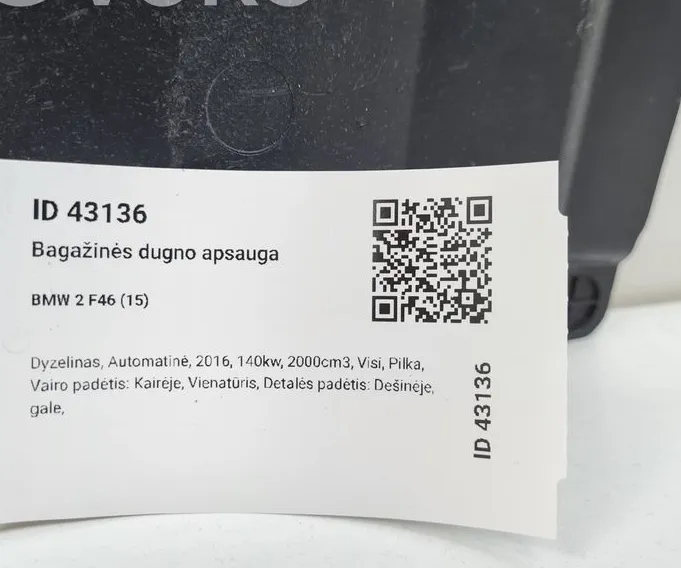 ID 43136
Bagažinės dugno apsauga
BMW 2 F46 (15)
Dyzelinas, Automatinė, 2016, 140kw, 2000cm3, Visi, Pilka,
Vairo padėtis: Kairėje, Vienatūris, Detalės padėtis: Dešinėje,
gale,
ID 43136